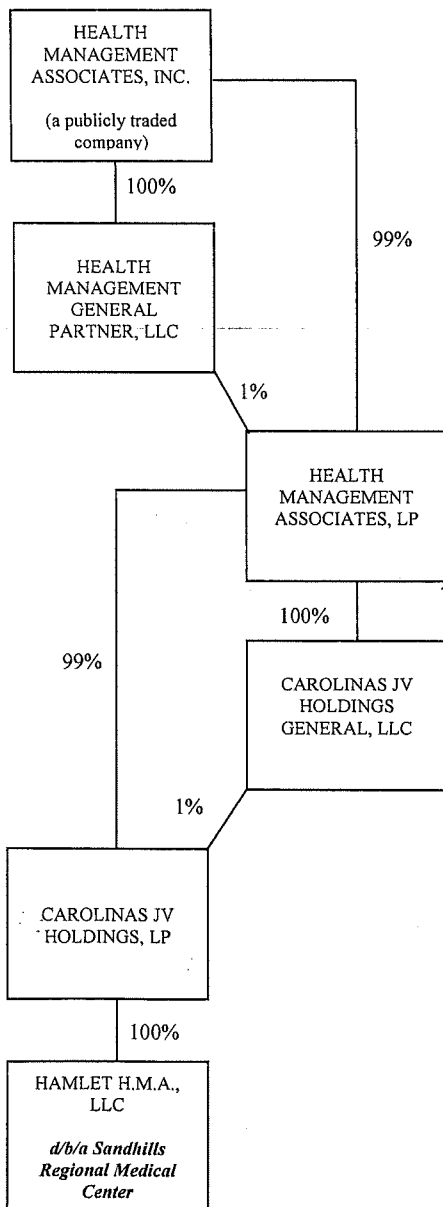 HEALTH
MANAGEMENT
ASSOCIATES, INC.
(a publicly traded
company)
100%
99%
HEALTH
MANAGEMENT
GENERAL
PARTNER, LLC
1%
HEALTH
MANAGEMENT
ASSOCIATES, LP
100%
99%
CAROLINAS JV
HOLDINGS
GENERAL, LLC
1%
CAROLINAS JV
HOLDINGS, LP
100%
HAMLET H.M.A.,
LLC
d/b/a Sandhills
Regional Medical
Center